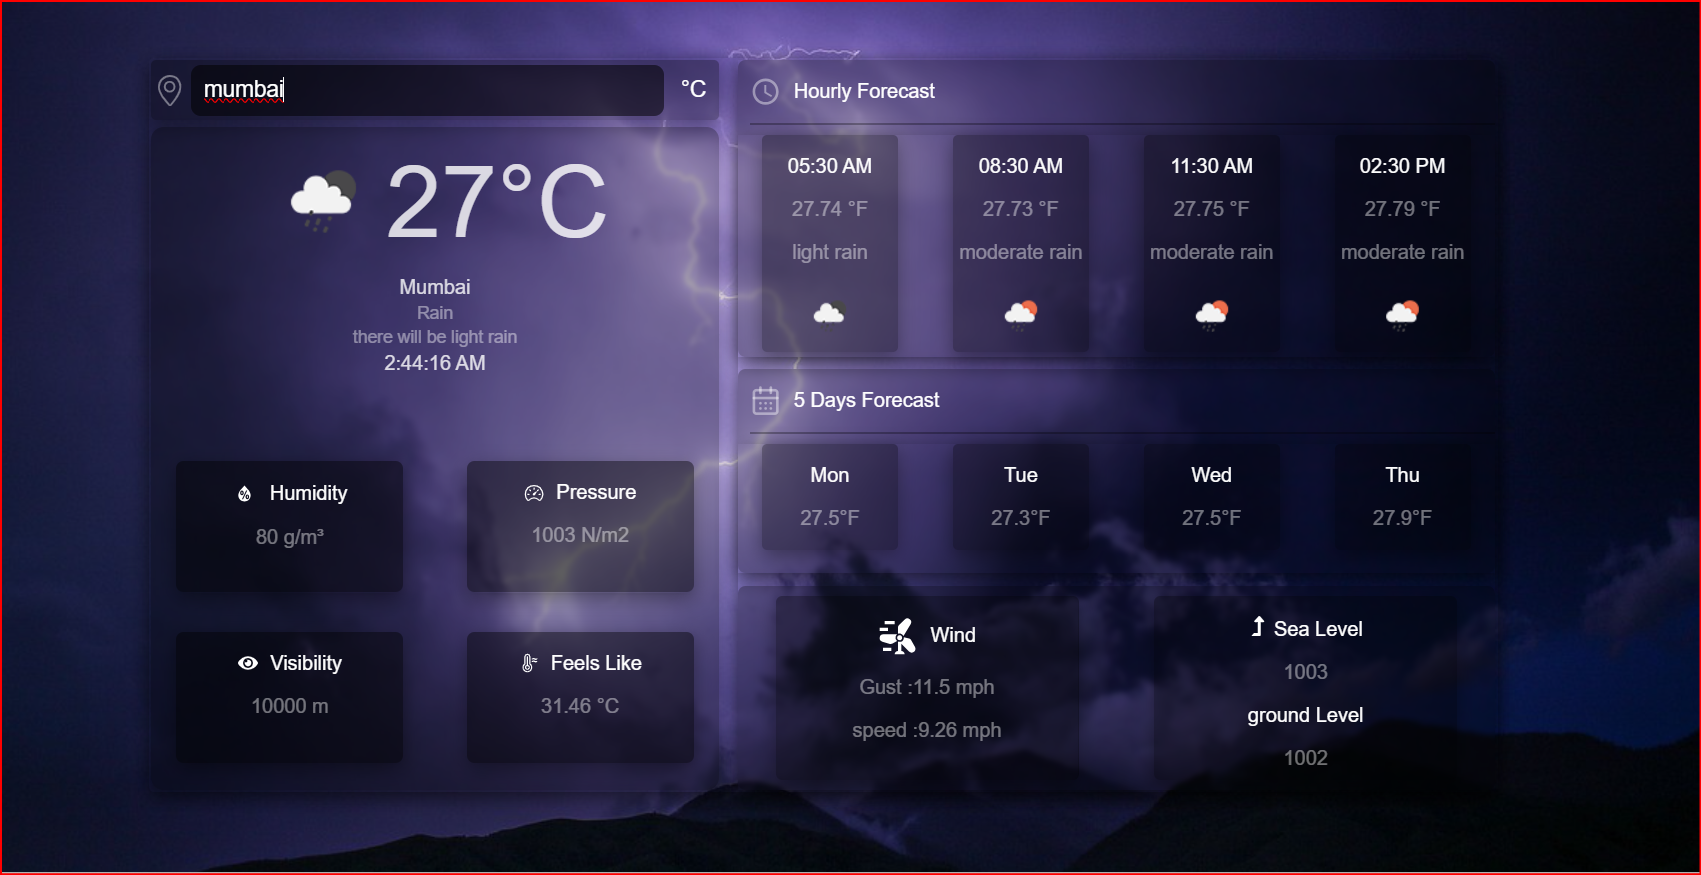 mumbai
°C
27°C
Mumbai
Rain
there will be light rain
2:44:16 AM
Humidity
80 g/m³
Pressure
1003 N/m2
Visibility
10000 m
Feels Like
31.46 °C
Hourly Forecast
05:30 AM
27.74 °F
light rain
08:30 AM
27.73 °F
moderate rain
11:30 AM
27.75 °F
moderate rain
02:30 PM
27.79 °F
moderate rain
5 Days Forecast
Mon
27.5°F
Tue
27.3°F
Wed
27.5°F
Thu
27.9°F
Wind
Gust :11.5 mph
speed :9.26 mph
Sea Level
1003
ground Level
1002